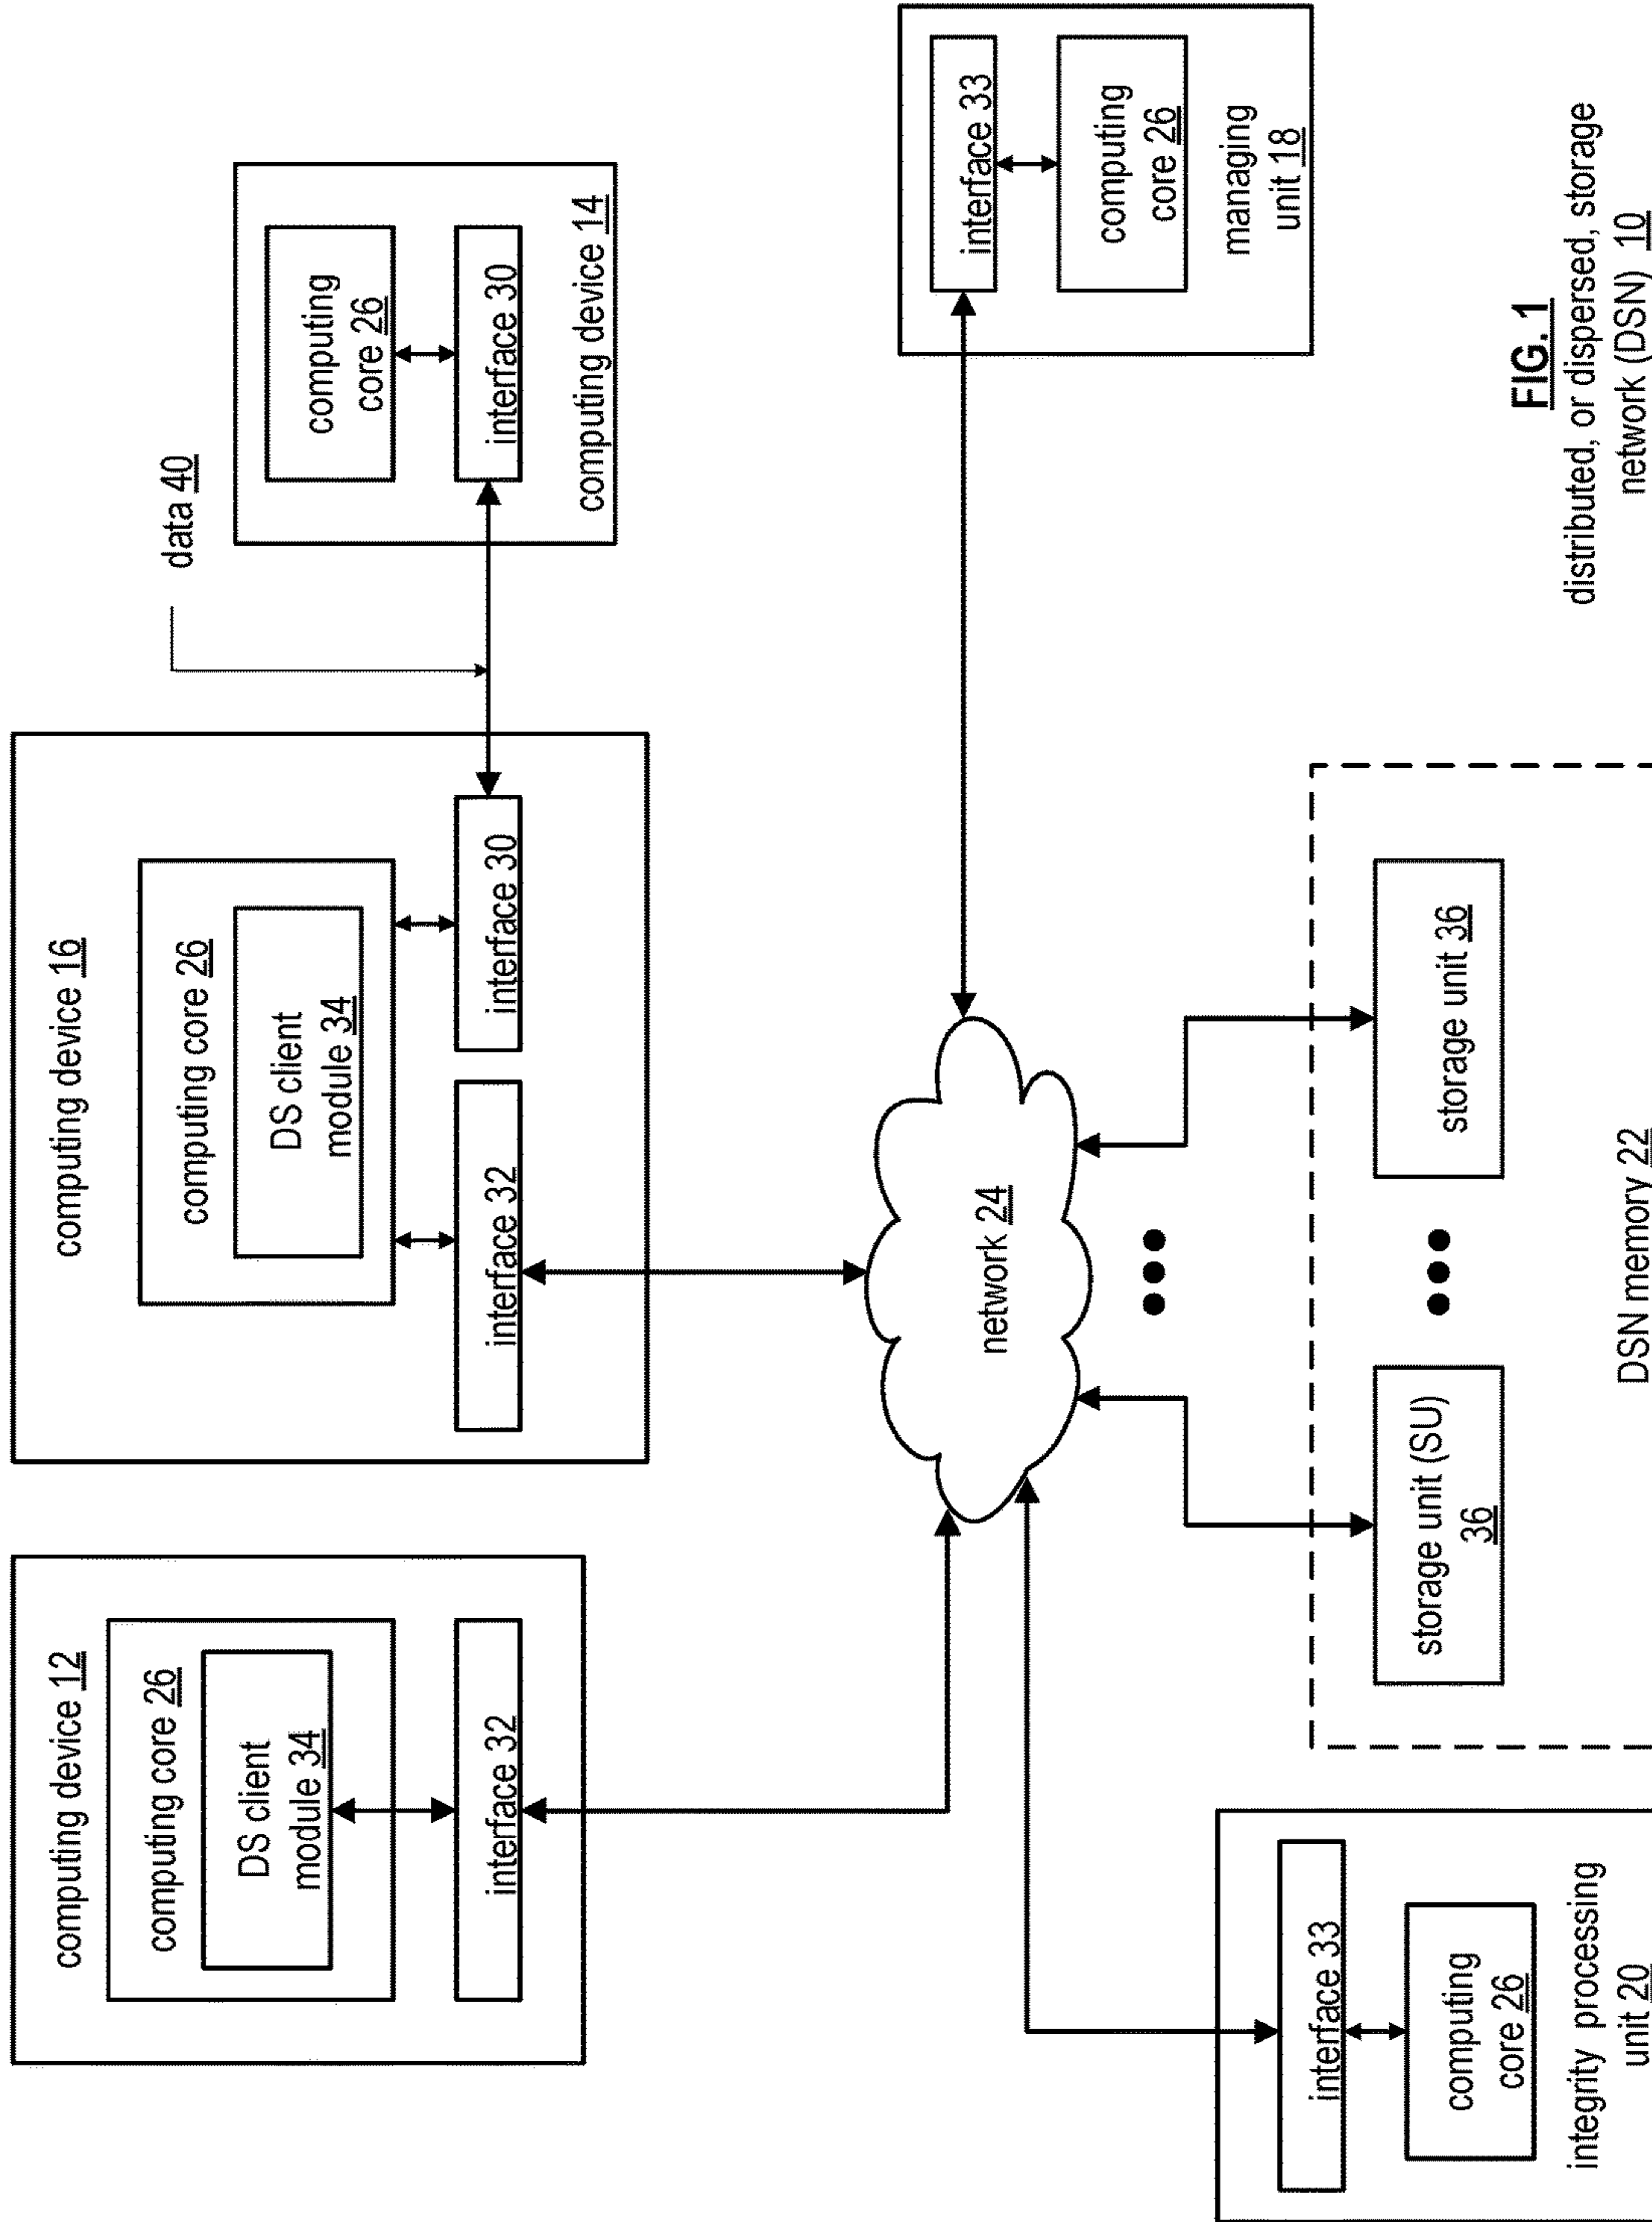 computing device 12
computing core 26
DS client
module 34
interface 32
computing device 16
computing core 26
DS client
module 34
interface 32
interface 30
data 40
computing
core 26
interface 30
computing device 14
network 24
interface 33
computing
core 26
managing
unit 18
interface 33
computing
core 26
integrity processing
unit 20
storage unit (SU)
36
storage unit 36
DSN memory 22
FIG. 1
distributed, or dispersed, storage
network (DSN) 10